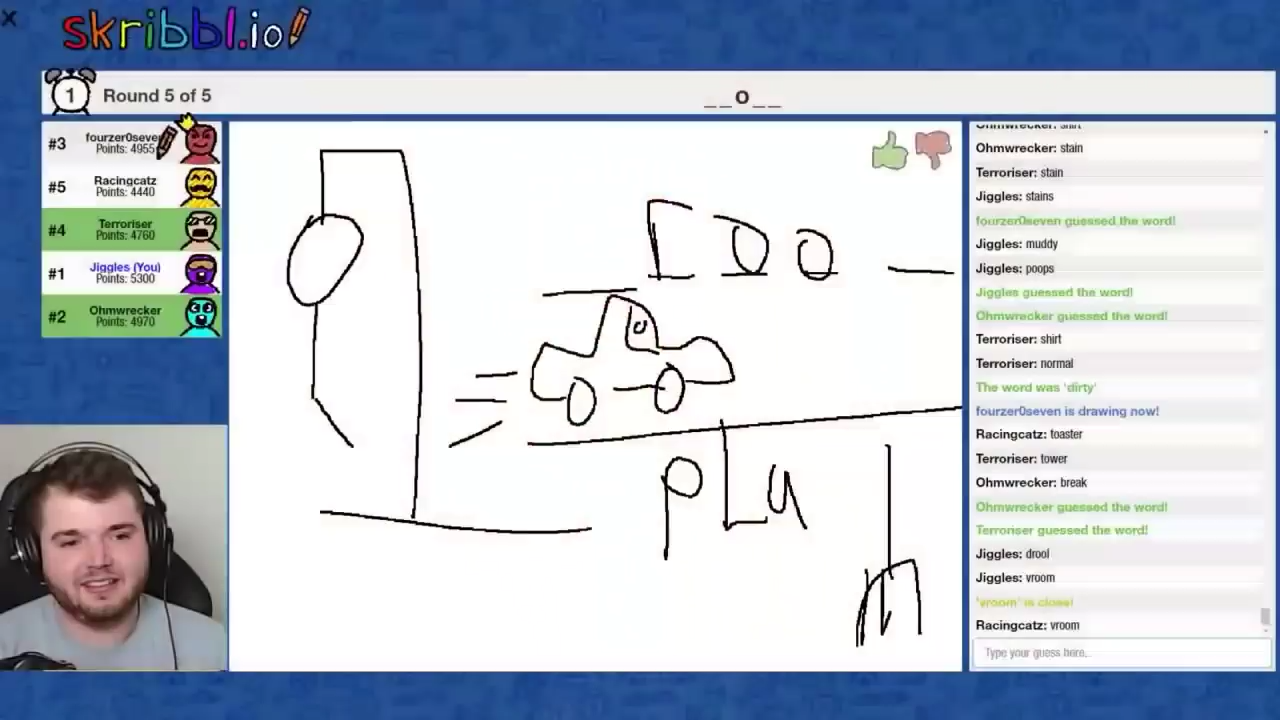 skribbl.io
1 Round 5 of 5 __o__
#3 fourzer0seven
Points: 4955
#5 Racingcatz
Points: 4440
#4 Terroriser
Points: 4760
#1 Jiggles (You)
Points: 5300
#2 Ohmwrecker
Points: 4970
PLU
m
Ohmwrecker: shirt
Ohmwrecker: stain
Terroriser: stain
Jiggles: stains
fourzer0seven guessed the word!
Jiggles: muddy
Jiggles: poops
Jiggles guessed the word!
Ohmwrecker guessed the word!
Terroriser: shirt
Terroriser: normal
The word was 'dirty'
fourzer0seven is drawing now!
Racingcatz: toaster
Terroriser: tower
Ohmwrecker: break
Ohmwrecker guessed the word!
Terroriser guessed the word!
Jiggles: drool
Jiggles: vroom
'vroom' is close!
Racingcatz: vroom
Type your guess here...